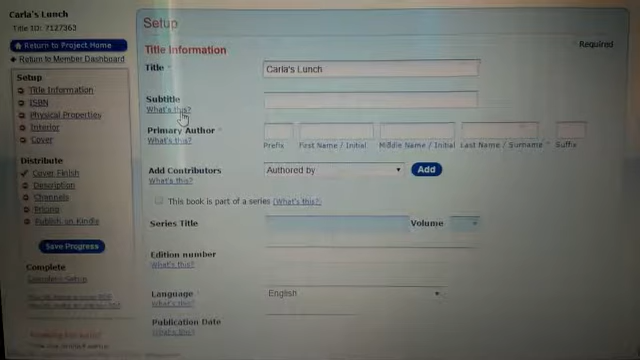 Carla's Lunch
Title ID: 7127363
Return to Project Home
Return to Member Dashboard
Setup
Title Information
ISBN
Physical Properties
Interior
Cover
Distribute
Cover Finish
Description
Channels
Pricing
Publish on Kindle
Save Progress
Complete
Complete Setup
Setup
Title Information
* Required
Title * Carla's Lunch
Subtitle
What's this?
Primary Author *
What's this?
Prefix First Name / Initial Middle Name / Initial Last Name / Surname * Suffix
Add Contributors Authored by Add
What's this?
This book is part of a series (What's this?)
Series Title Volume
Edition number
What's this?
Language * English
What's this?
Publication Date
What's this?